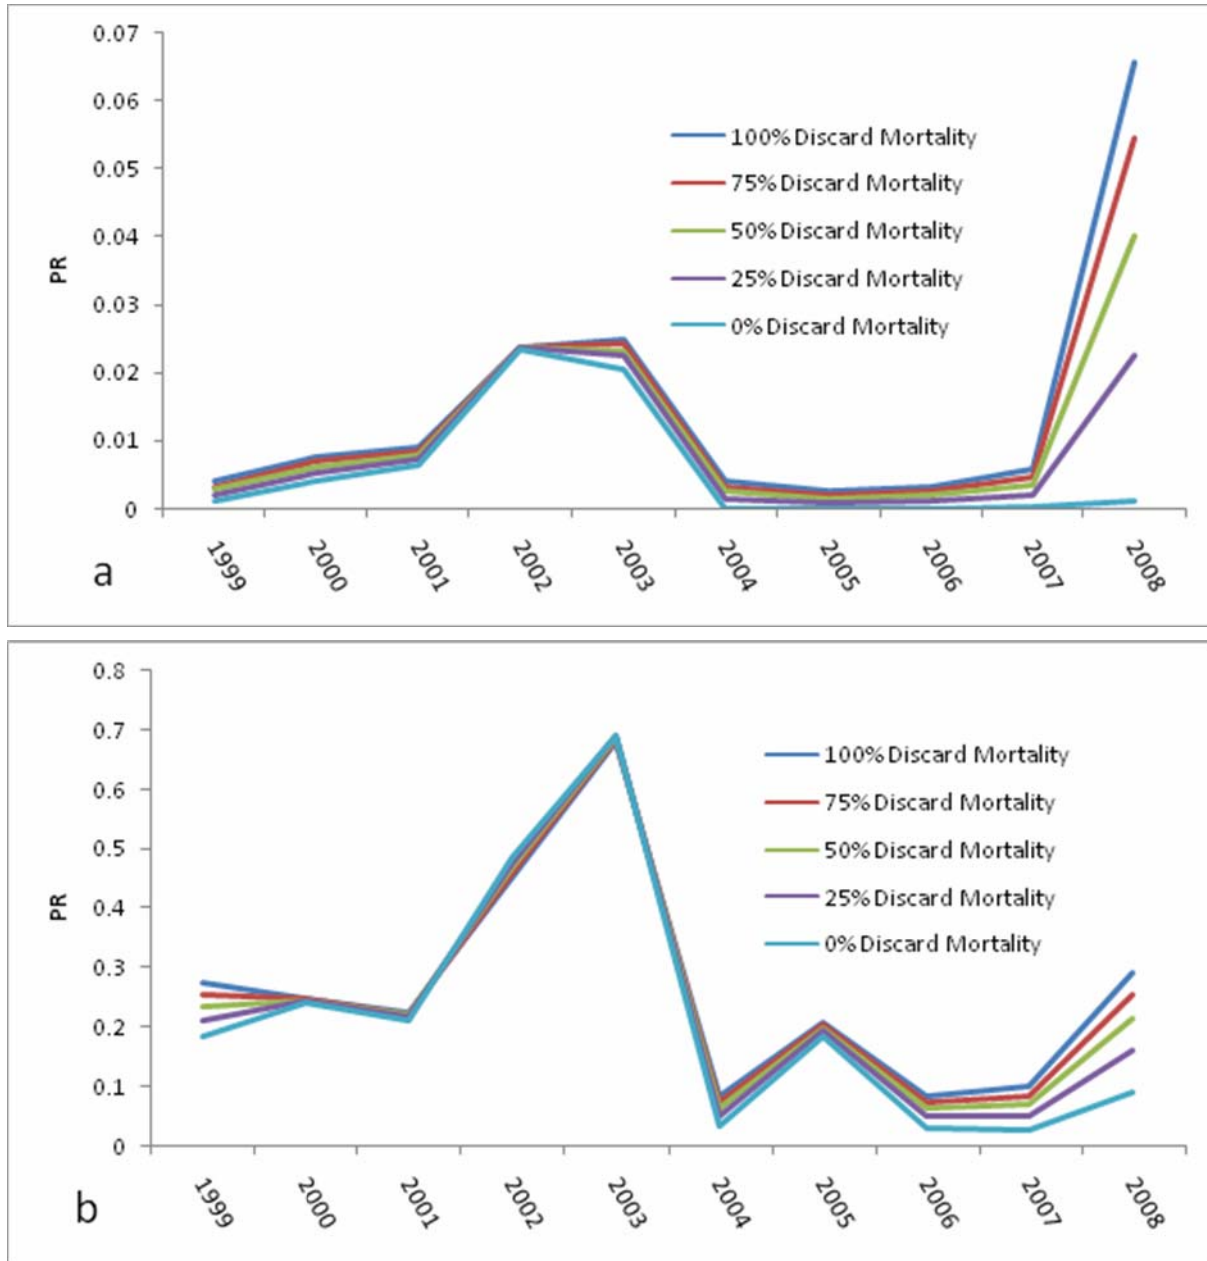 0.07
0.06
0.05
0.04
0.03
0.02
0.01
0
PR
100% Discard Mortality
75% Discard Mortality
50% Discard Mortality
25% Discard Mortality
0% Discard Mortality
1999
2000
2001
2002
2003
2004
2005
2006
2007
2008
a
0.8
0.7
0.6
0.5
0.4
0.3
0.2
0.1
0
PR
100% Discard Mortality
75% Discard Mortality
50% Discard Mortality
25% Discard Mortality
0% Discard Mortality
1999
2000
2001
2002
2003
2004
2005
2006
2007
2008
b